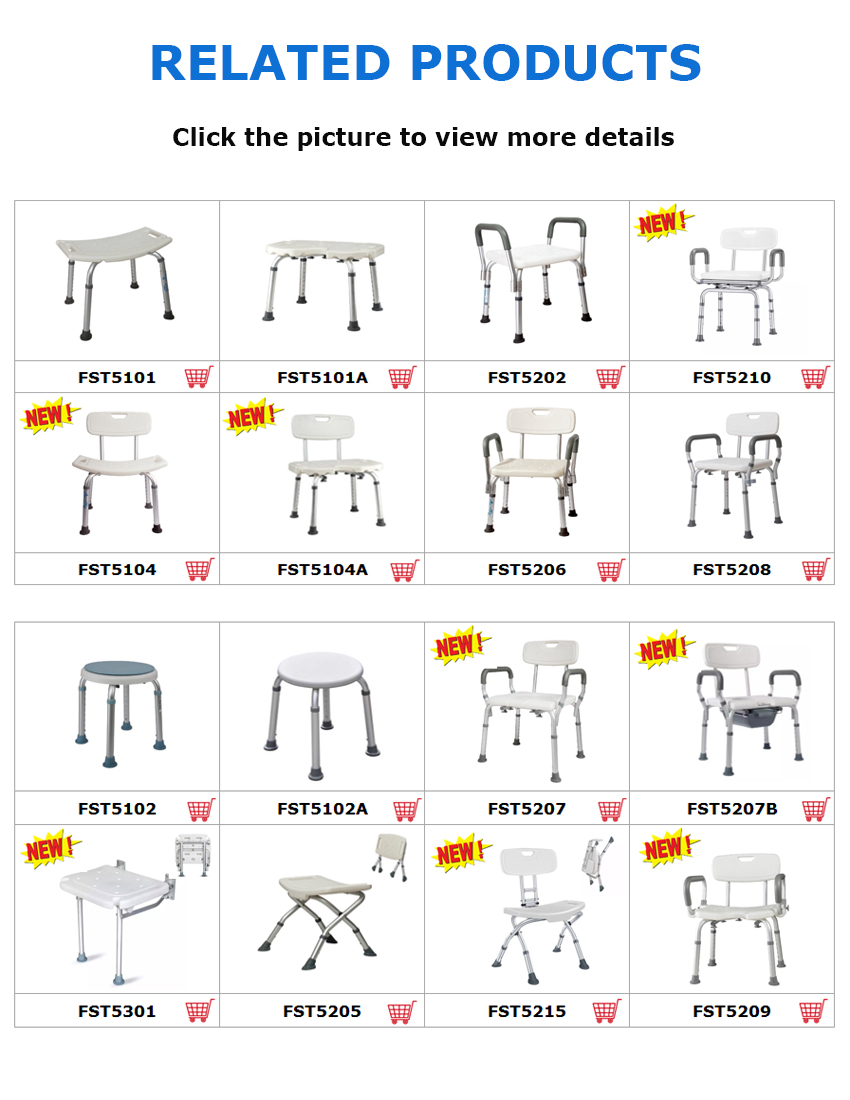 RELATED PRODUCTS
Click the picture to view more details
NEW !
FST5101 FST5101A FST5202 FST5210
NEW ! NEW !
FST5104 FST5104A FST5206 FST5208
NEW ! NEW !
FST5102 FST5102A FST5207 FST5207B
NEW ! NEW ! NEW !
FST5301 FST5205 FST5215 FST5209